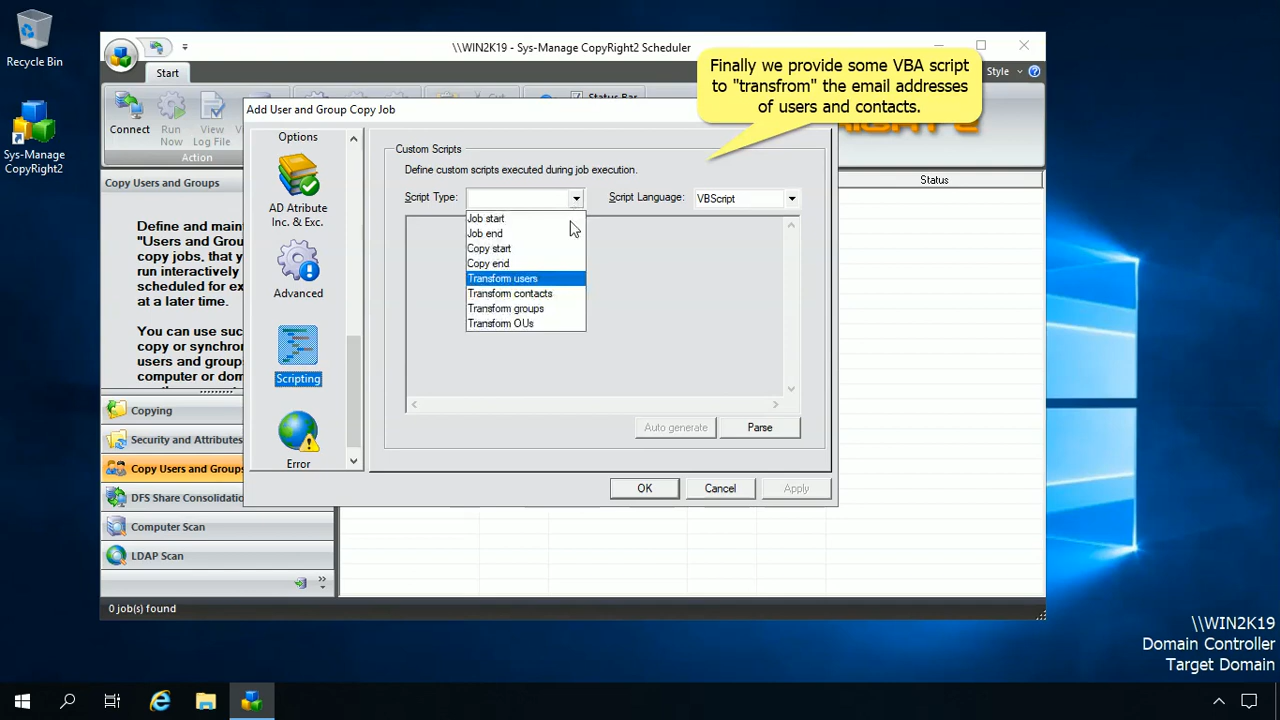 Recycle Bin
Sys-Manage
CopyRight2
\\WIN2K19 - Sys-Manage CopyRight2 Scheduler
Start
Style
Finally we provide some VBA script
to "transfrom" the email addresses
of users and contacts.
Connect
Run
Now
View
Log File
Action
Status Bar
Copy Users and Groups
Define and main
"Users and Grou
copy jobs, that y
run interactively
scheduled for ex
at a later time.
You can use suc
copy or synchro
users and groups
computer or dom
Copying
Security and Attributes
Copy Users and Groups
DFS Share Consolidatio
Computer Scan
LDAP Scan
0 job(s) found
Status
Add User and Group Copy Job
Options
AD Atribute
Inc. & Exc.
Advanced
Scripting
Error
Custom Scripts
Define custom scripts executed during job execution.
Script Type:
Script Language:
VBScript
Job start
Job end
Copy start
Copy end
Transform users
Transform contacts
Transform groups
Transform OUs
Auto generate
Parse
OK
Cancel
Apply
\\WIN2K19
Domain Controller
Target Domain